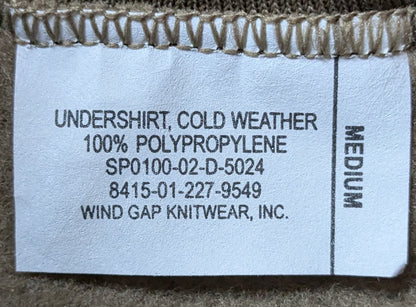 UNDERSHIRT, COLD WEATHER
100% POLYPROPYLENE
SP0100-02-D-5024
8415-01-227-9549
WIND GAP KNITWEAR, INC.
MEDIUM